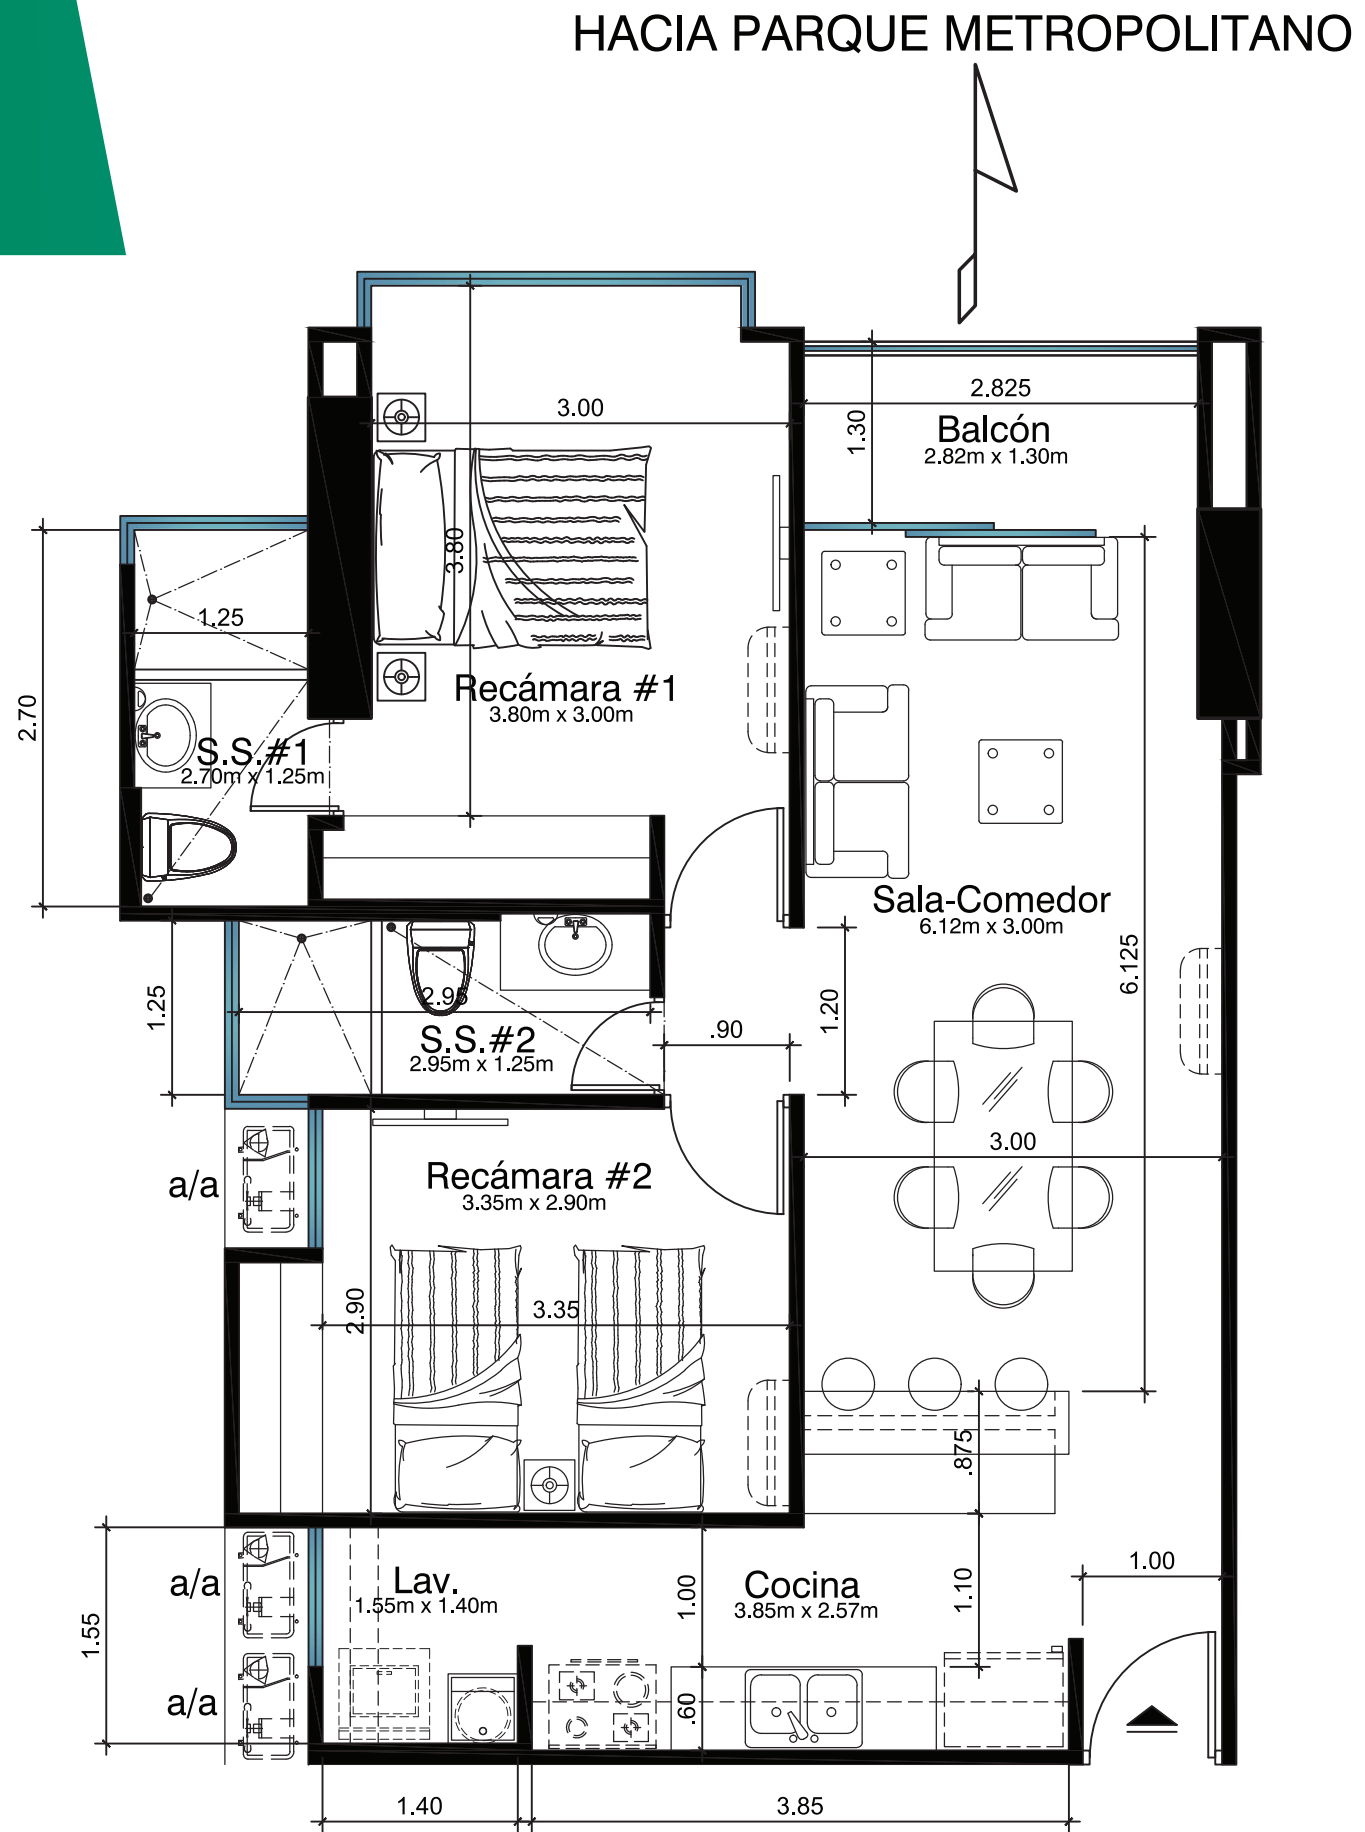 HACIA PARQUE METROPOLITANO
2.825
3.00
1.30
Balcón
2.82m x 1.30m
3.80
1.25
2.70
Recámara #1
3.80m x 3.00m
S.S.#1
2.70m x 1.25m
Sala-Comedor
6.12m x 3.00m
6.125
1.25
2.95
1.20
.90
S.S.#2
2.95m x 1.25m
3.00
a/a
Recámara #2
3.35m x 2.90m
2.90
3.35
.875
a/a
Lav.
1.55m x 1.40m
1.00
Cocina
3.85m x 2.57m
1.10
1.00
1.55
a/a
.60
1.40
3.85